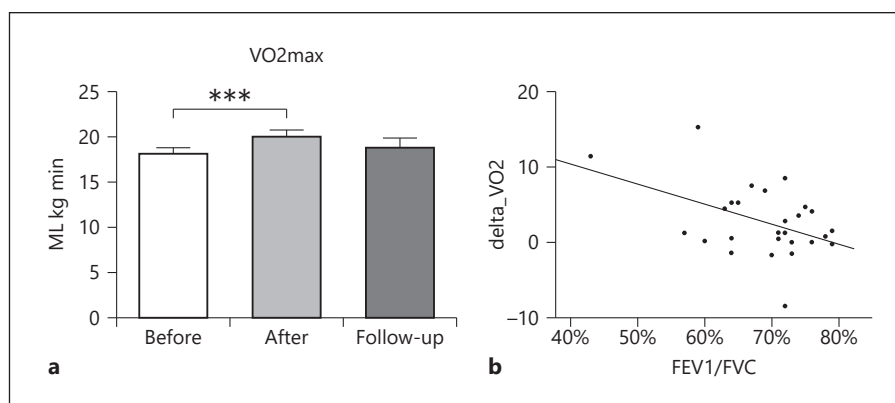 VO2max
25
20
15
10
5
0
ML kg min
***
Before After Follow-up
a
20
10
0
–10
delta_VO2
40% 50% 60% 70% 80%
FEV1/FVC
b